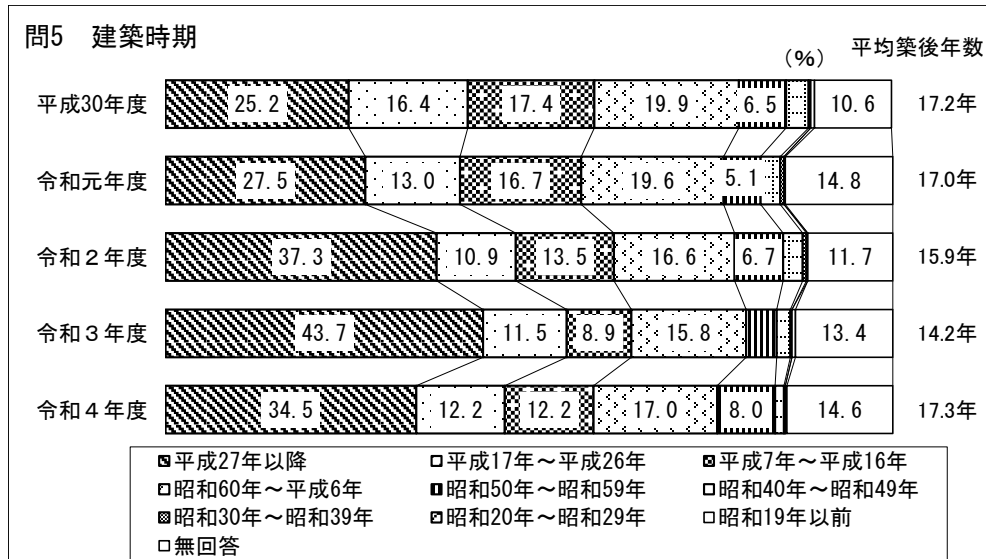 問5　建築時期
（%）　平均築後年数
平成30年度　25.2　16.4　17.4　19.9　6.5　10.6　17.2年
令和元年度　27.5　13.0　16.7　19.6　5.1　14.8　17.0年
令和２年度　37.3　10.9　13.5　16.6　6.7　11.7　15.9年
令和３年度　43.7　11.5　8.9　15.8　13.4　14.2年
令和４年度　34.5　12.2　12.2　17.0　8.0　14.6　17.3年
平成27年以降　平成17年～平成26年　平成7年～平成16年
昭和60年～平成6年　昭和50年～昭和59年　昭和40年～昭和49年
昭和30年～昭和39年　昭和20年～昭和29年　昭和19年以前
無回答